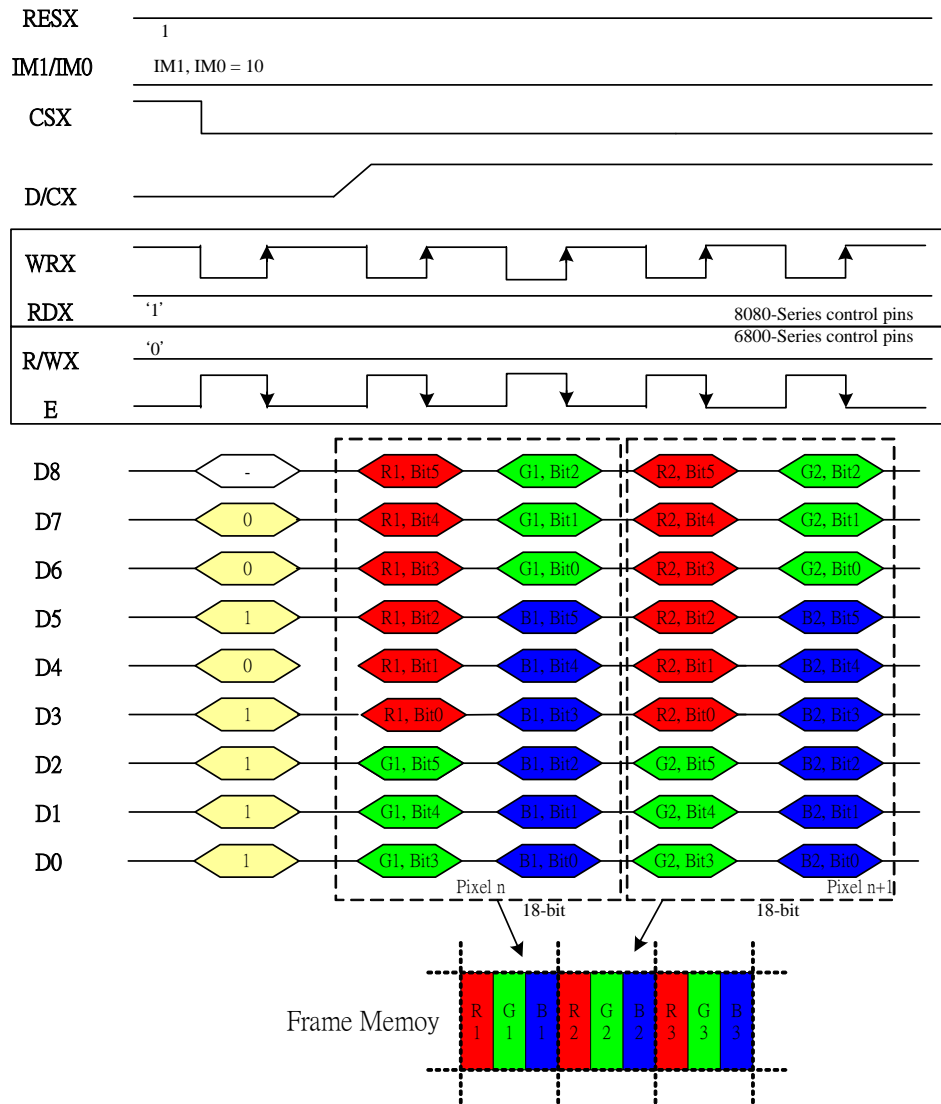 RESX
1
IM1/IM0 IM1, IM0 = 10
CSX
D/CX
WRX
RDX ‘1’ 8080-Series control pins
6800-Series control pins
R/WX ‘0’
E
D8 - R1, Bit5 G1, Bit2 R2, Bit5 G2, Bit2
D7 0 R1, Bit4 G1, Bit1 R2, Bit4 G2, Bit1
D6 0 R1, Bit3 G1, Bit0 R2, Bit3 G2, Bit0
D5 1 R1, Bit2 B1, Bit5 R2, Bit2 B2, Bit5
D4 0 R1, Bit1 B1, Bit4 R2, Bit1 B2, Bit4
D3 1 R1, Bit0 B1, Bit3 R2, Bit0 B2, Bit3
D2 1 G1, Bit5 B1, Bit2 G2, Bit5 B2, Bit2
D1 1 G1, Bit4 B1, Bit1 G2, Bit4 B2, Bit1
D0 1 G1, Bit3 B1, Bit0 G2, Bit3 B2, Bit0
Pixel n Pixel n+1
18-bit 18-bit
Frame Memoy
R G B R G B R G B
1 1 1 2 2 2 3 3 3